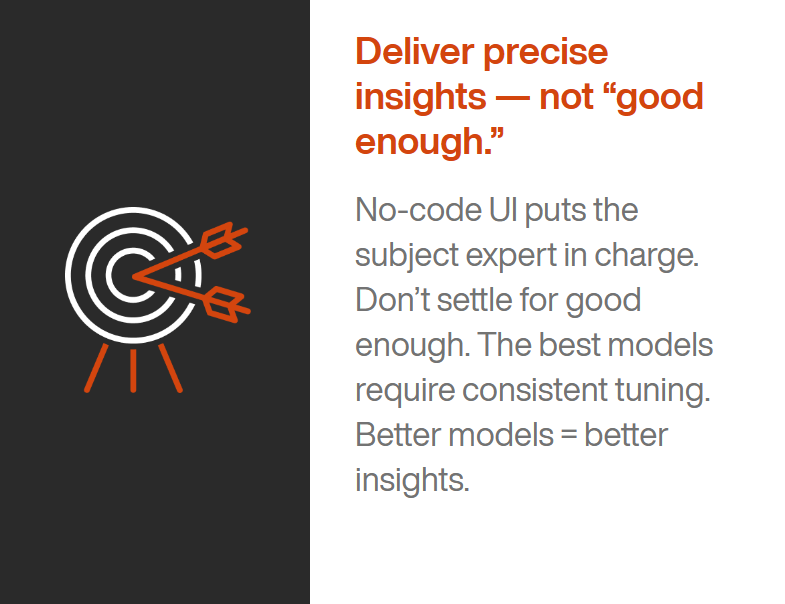 Deliver precise
insights — not “good
enough.”
No-code UI puts the
subject expert in charge.
Don’t settle for good
enough. The best models
require consistent tuning.
Better models = better
insights.